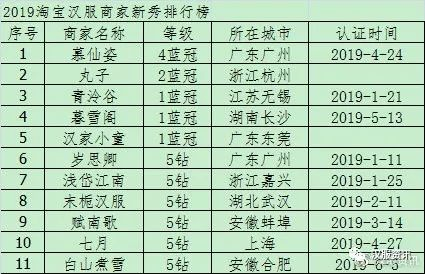 2019淘宝汉服商家新秀排行榜
序号 商家名称 等级 所在城市 认证时间
1 慕仙姿 4蓝冠 广东广州 2019-4-24
2 丸子 2蓝冠 浙江杭州
3 青泠谷 1蓝冠 江苏无锡 2019-1-21
4 暮雪阁 1蓝冠 湖南长沙 2019-5-13
5 汉家小童 1蓝冠 广东东莞
6 岁思卿 5钻 广东广州 2019-1-11
7 浅岱江南 5钻 浙江嘉兴 2019-1-25
8 末栀汉服 5钻 湖北武汉 2019-2-11
9 赋南歌 5钻 安徽蚌埠 2019-3-14
10 七月 5钻 上海 2019-4-27
11 白山煮雪 5钻 安徽合肥 2019-6-5
汉服资讯